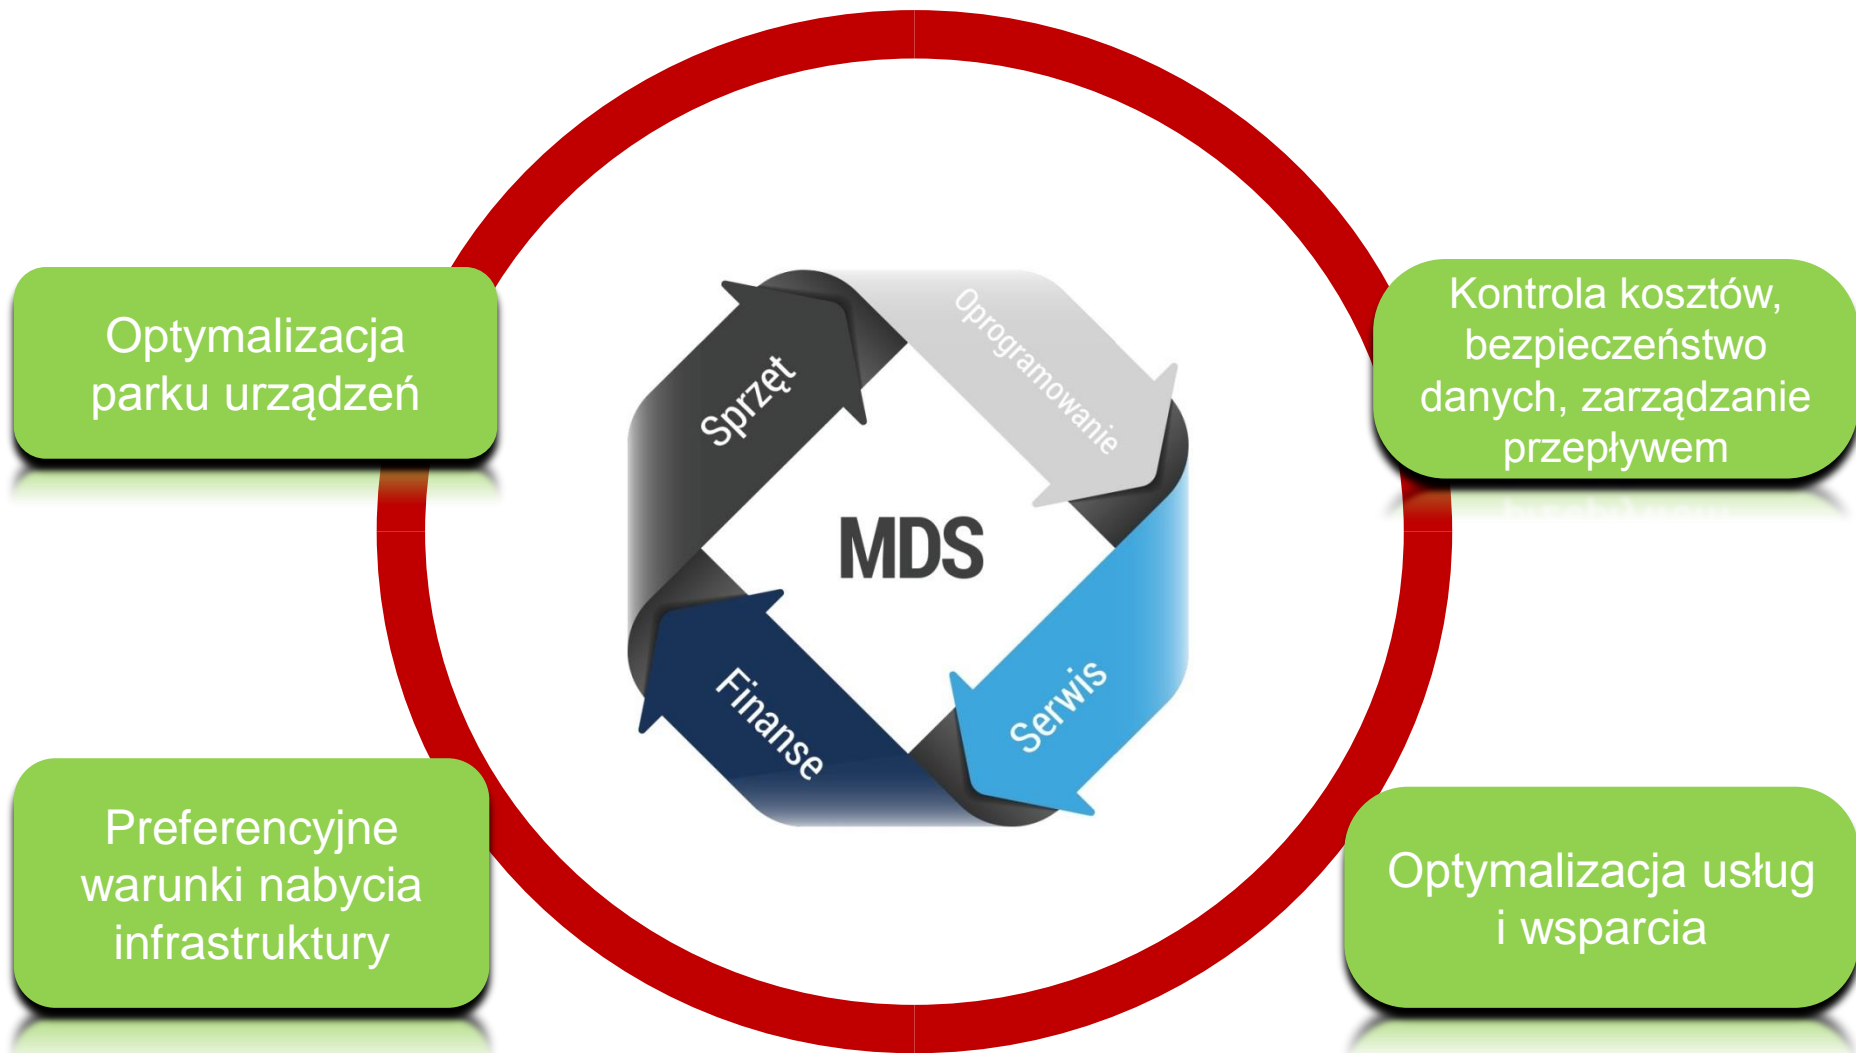 Optymalizacja
parku urządzeń
Kontrola kosztów,
bezpieczeństwo
danych, zarządzanie
przepływem
Sprzęt
Oprogramowanie
MDS
Finanse
Serwis
Preferencyjne
warunki nabycia
infrastruktury
Optymalizacja usług
i wsparcia